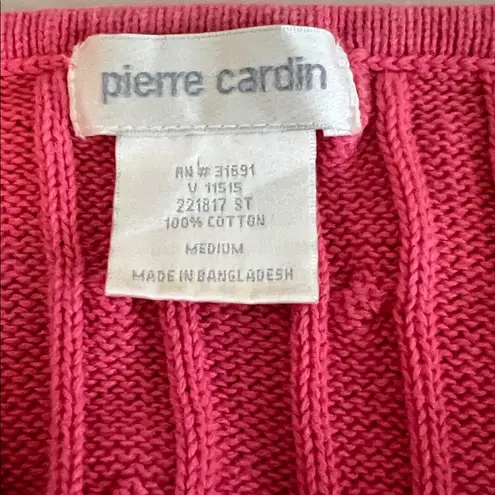 pierre cardin
RN # 31691
V 11515
221817 ST
100% COTTON
MEDIUM
MADE IN BANGLADESH